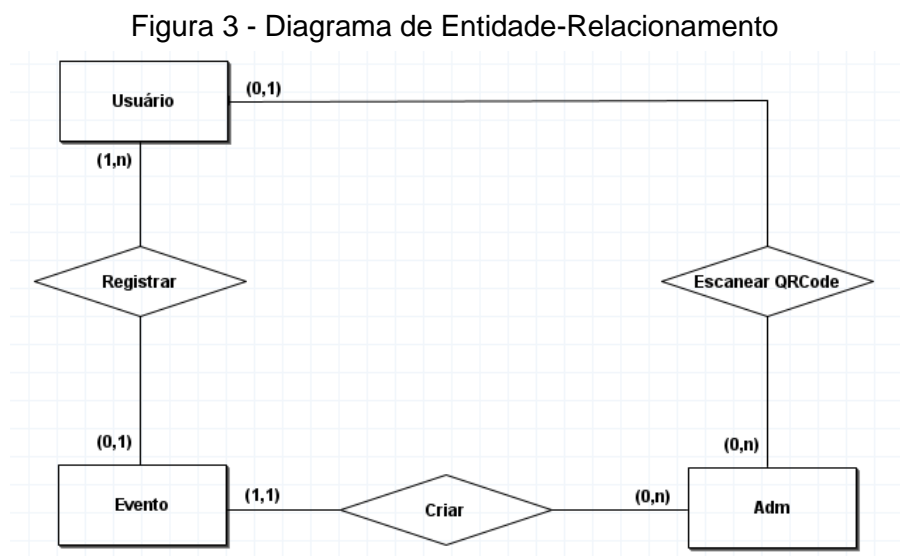 Figura 3 - Diagrama de Entidade-Relacionamento
Usuário
(0,1)
(1,n)
Registrar
Escanear QRCode
(0,1)
(0,n)
Evento
(1,1)
Criar
(0,n)
Adm